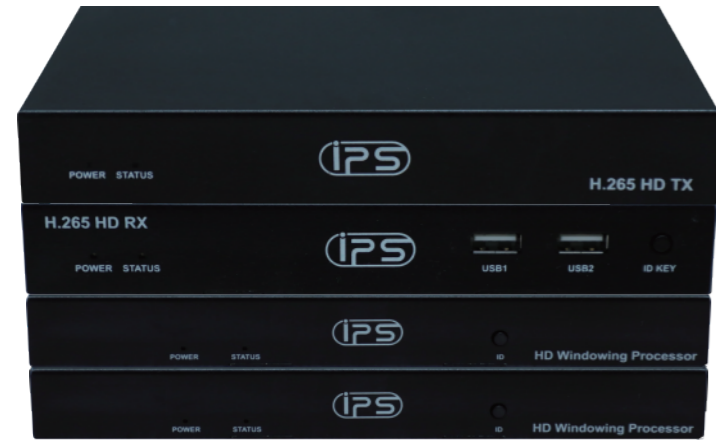 iPS
POWER STATUS
H.265 HD TX
H.265 HD RX
iPS
POWER STATUS
USB1 USB2 ID KEY
iPS
POWER STATUS ID HD Windowing Processor
iPS
POWER STATUS ID HD Windowing Processor